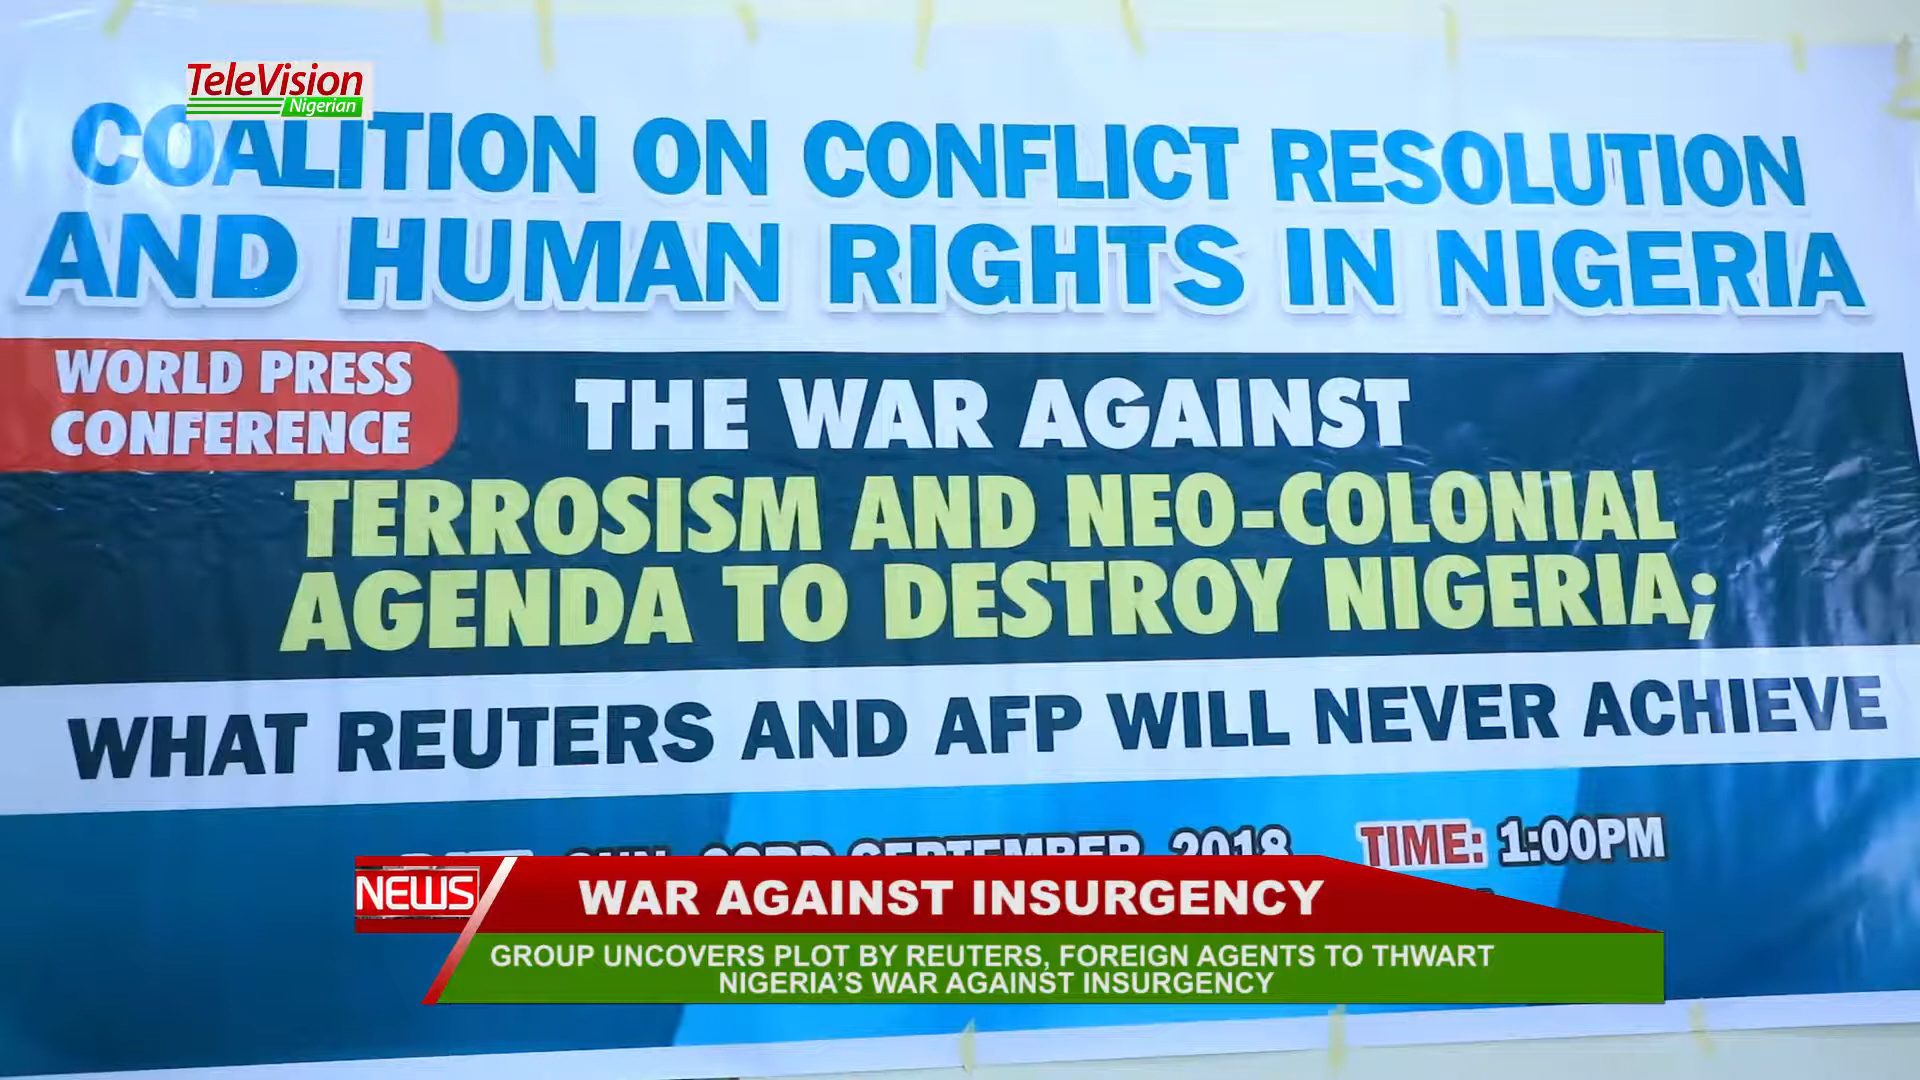 TeleVision
Nigerian
COALITION ON CONFLICT RESOLUTION
AND HUMAN RIGHTS IN NIGERIA
WORLD PRESS
CONFERENCE
THE WAR AGAINST
TERROSISM AND NEO-COLONIAL
AGENDA TO DESTROY NIGERIA;
WHAT REUTERS AND AFP WILL NEVER ACHIEVE
SEPTEMBER, 2018 TIME: 1:00PM
NEWS
WAR AGAINST INSURGENCY
GROUP UNCOVERS PLOT BY REUTERS, FOREIGN AGENTS TO THWART
NIGERIA'S WAR AGAINST INSURGENCY